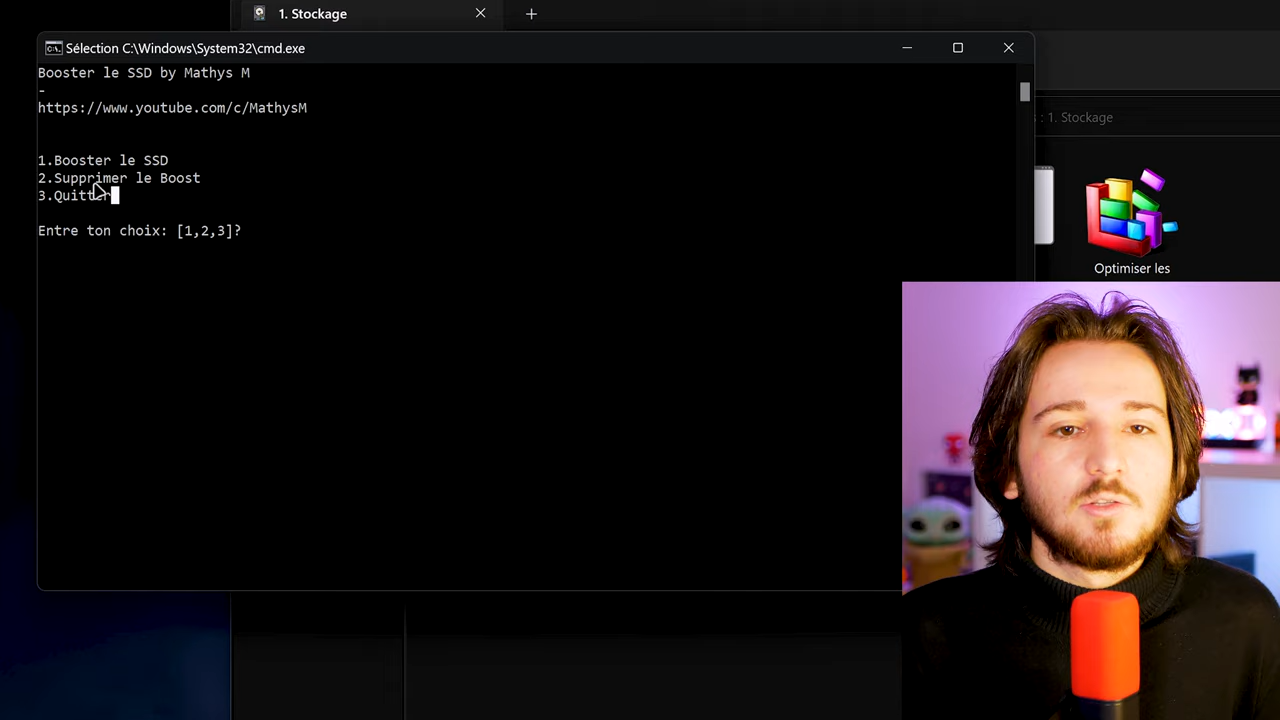 1. Stockage
Sélection C:\Windows\System32\cmd.exe
Booster le SSD by Mathys M
-
https://www.youtube.com/c/MathysM
: 1. Stockage
1.Booster le SSD
2.Supprimer le Boost
3.Quitter
Entre ton choix: [1,2,3]?
Optimiser les